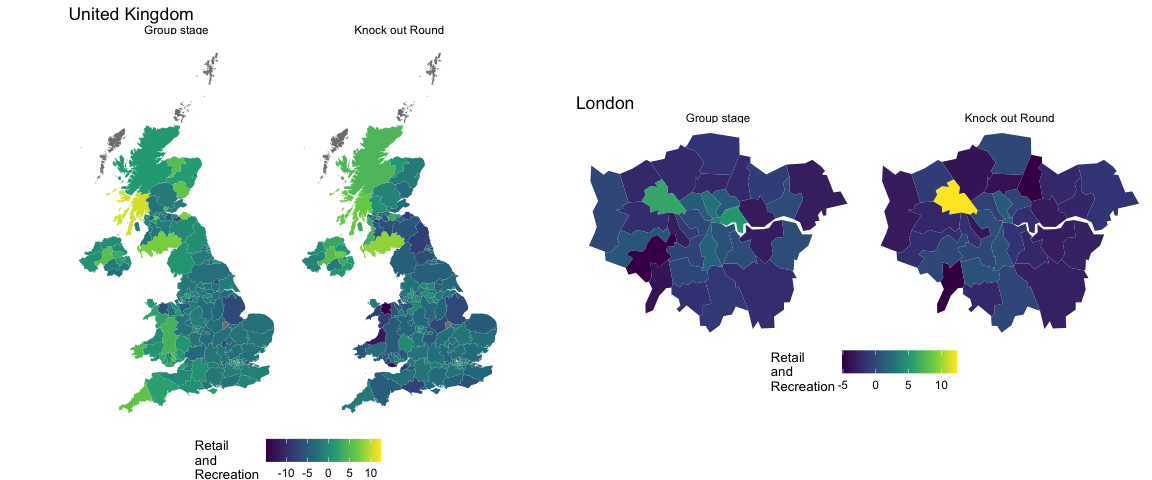 United Kingdom
Group stage
Knock out Round
Retail
and
Recreation
-10 -5 0 5 10
London
Group stage
Knock out Round
Retail
and
Recreation
-5 0 5 10